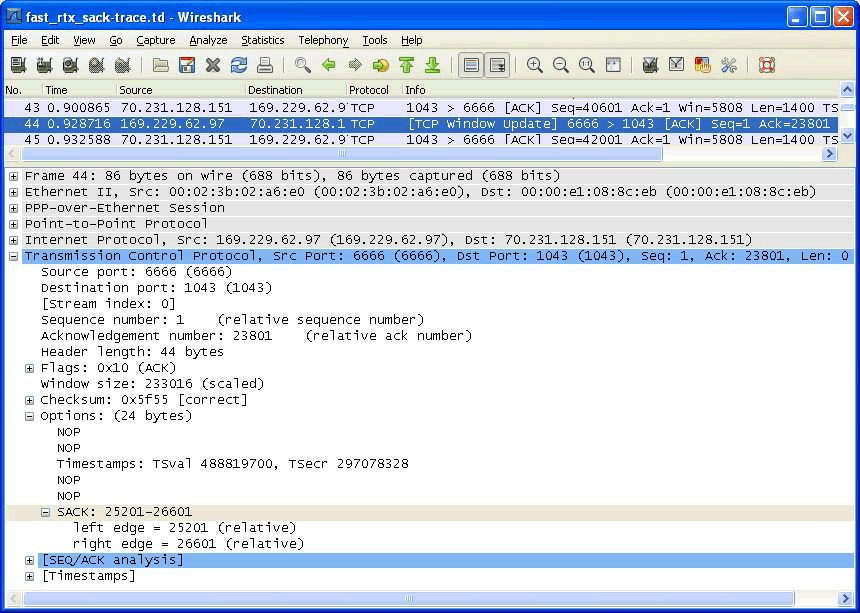 fast_rtx_sack-trace.td - Wireshark
File Edit View Go Capture Analyze Statistics Telephony Tools Help
No. Time Source Destination Protocol Info
43 0.900865 70.231.128.151 169.229.62.9 TCP 1043 > 6666 [ACK] Seq=40601 Ack=1 Win=5808 Len=1400 TS
44 0.928716 169.229.62.97 70.231.128.1 TCP [TCP Window Update] 6666 > 1043 [ACK] Seq=1 Ack=23801
45 0.932588 70.231.128.151 169.229.62.9 TCP 1043 > 6666 [ACK] Seq=42001 Ack=1 Win=5808 Len=1400 TS
Frame 44: 86 bytes on wire (688 bits), 86 bytes captured (688 bits)
Ethernet II, Src: 00:02:3b:02:a6:e0 (00:02:3b:02:a6:e0), Dst: 00:00:e1:08:8c:eb (00:00:e1:08:8c:eb)
PPP-over-Ethernet Session
Point-to-Point Protocol
Internet Protocol, Src: 169.229.62.97 (169.229.62.97), Dst: 70.231.128.151 (70.231.128.151)
Transmission Control Protocol, Src Port: 6666 (6666), Dst Port: 1043 (1043), Seq: 1, Ack: 23801, Len: 0
Source port: 6666 (6666)
Destination port: 1043 (1043)
[Stream index: 0]
Sequence number: 1 (relative sequence number)
Acknowledgement number: 23801 (relative ack number)
Header length: 44 bytes
Flags: 0x10 (ACK)
Window size: 233016 (scaled)
Checksum: 0x5f55 [correct]
Options: (24 bytes)
NOP
NOP
Timestamps: TSval 488819700, TSecr 297078328
NOP
NOP
SACK: 25201-26601
left edge = 25201 (relative)
right edge = 26601 (relative)
[SEQ/ACK analysis]
[Timestamps]